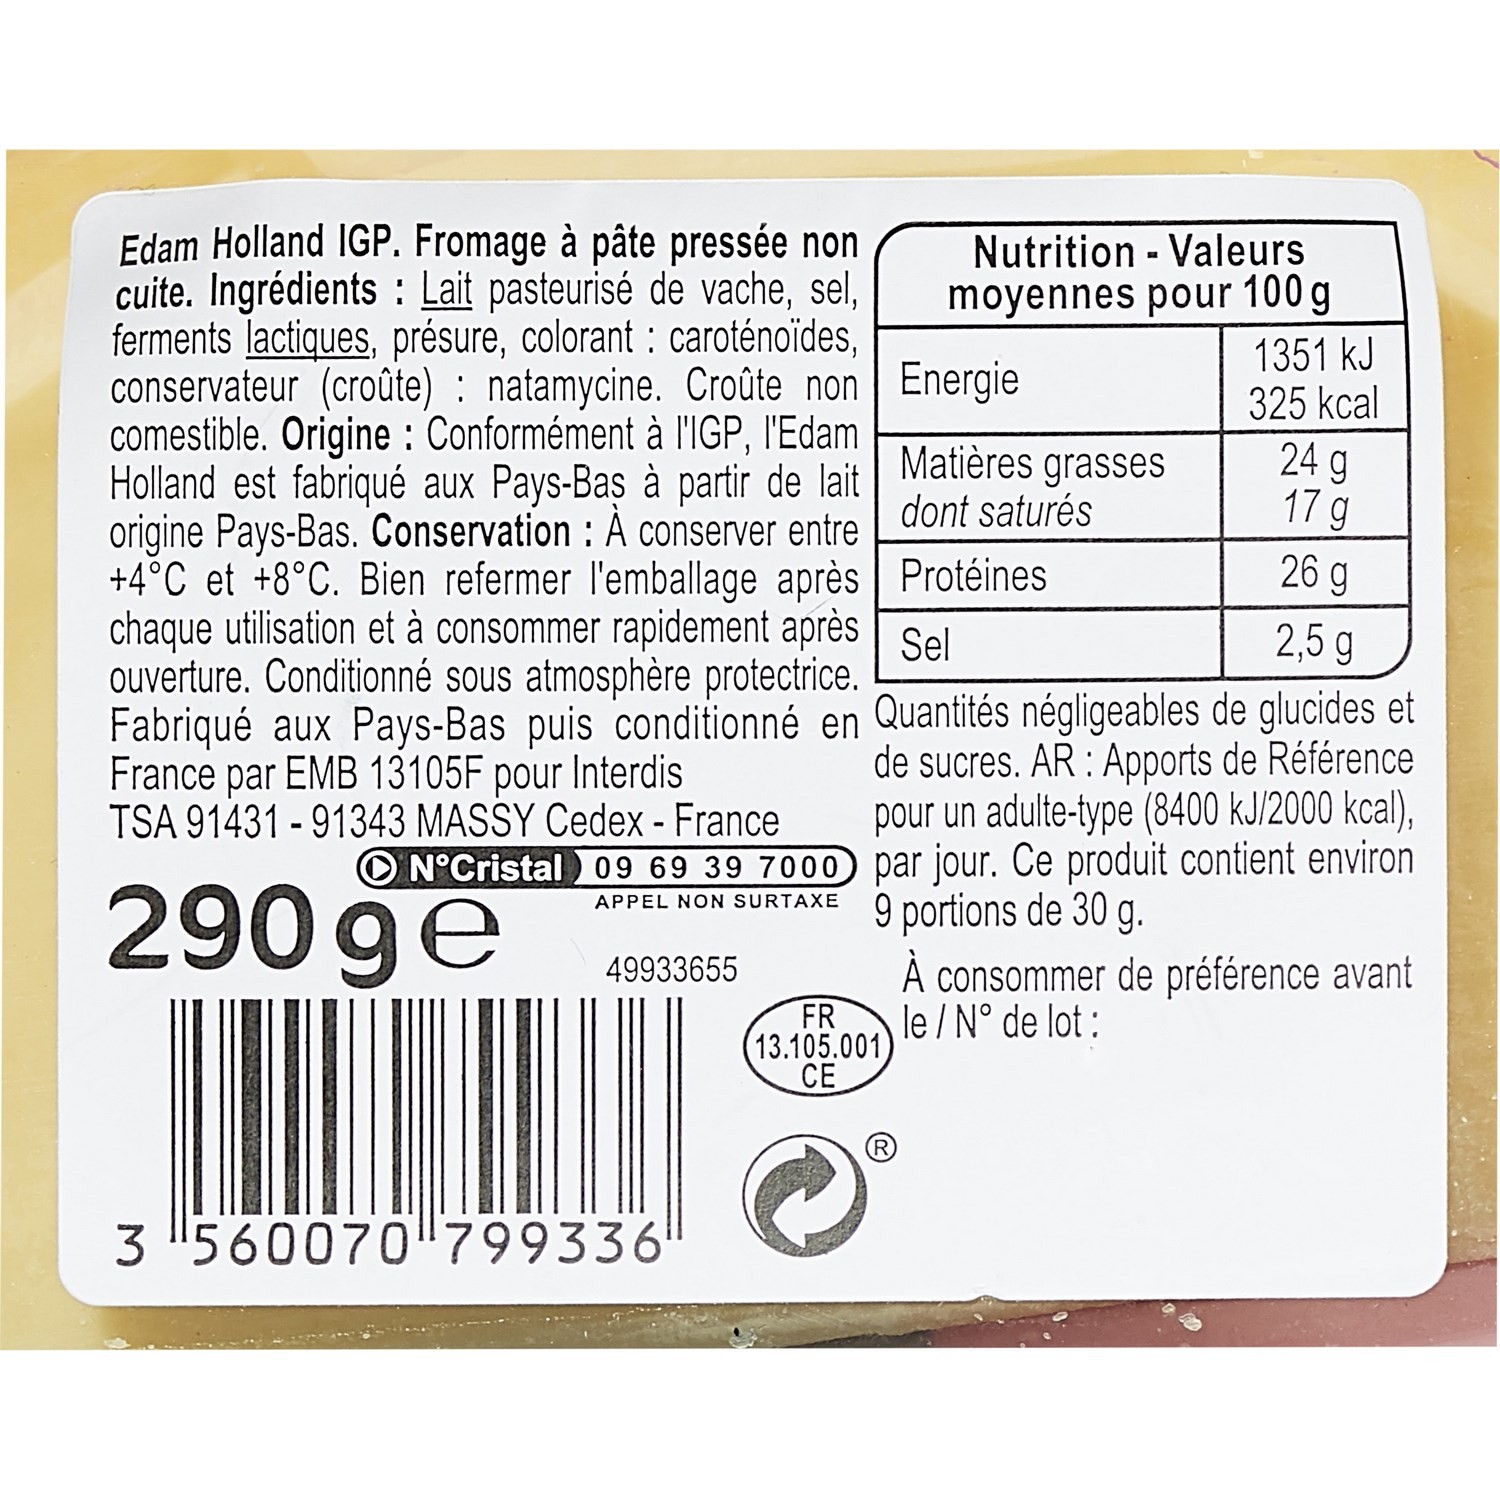 Edam Holland IGP. Fromage à pâte pressée non
cuite. Ingrédients : Lait pasteurisé de vache, sel,
ferments lactiques, présure, colorant : caroténoïdes,
conservateur (croûte) : natamycine. Croûte non
comestible. Origine : Conformément à l'IGP, l'Edam
Holland est fabriqué aux Pays-Bas à partir de lait
origine Pays-Bas. Conservation : À conserver entre
+4°C et +8°C. Bien refermer l'emballage après
chaque utilisation et à consommer rapidement après
ouverture. Conditionné sous atmosphère protectrice.
Fabriqué aux Pays-Bas puis conditionné en
France par EMB 13105F pour Interdis
TSA 91431 - 91343 MASSY Cedex - France
N°Cristal 09 69 39 7000
APPEL NON SURTAXE
290 g e
49933655
3 560070 799336
Nutrition - Valeurs
moyennes pour 100 g
Energie 1351 kJ
325 kcal
Matières grasses 24 g
dont saturés 17 g
Protéines 26 g
Sel 2,5 g
Quantités négligeables de glucides et
de sucres. AR : Apports de Référence
pour un adulte-type (8400 kJ/2000 kcal),
par jour. Ce produit contient environ
9 portions de 30 g.
À consommer de préférence avant
le / N° de lot :
FR
13.105.001
CE
®